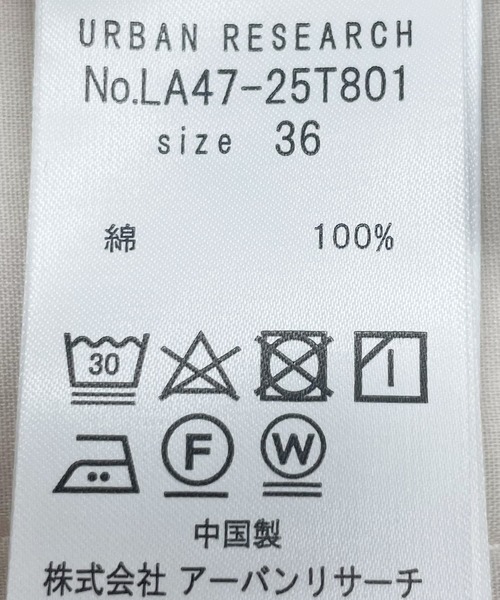 URBAN RESEARCH
No.LA47-25T801
size 36
綿 100%
30
F W
中国製
株式会社 アーバンリサーチ